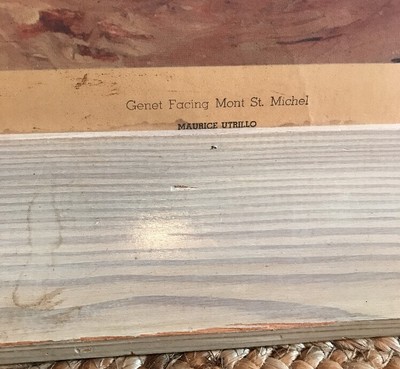 Genet Facing Mont St. Michel
MAURICE UTRILLO